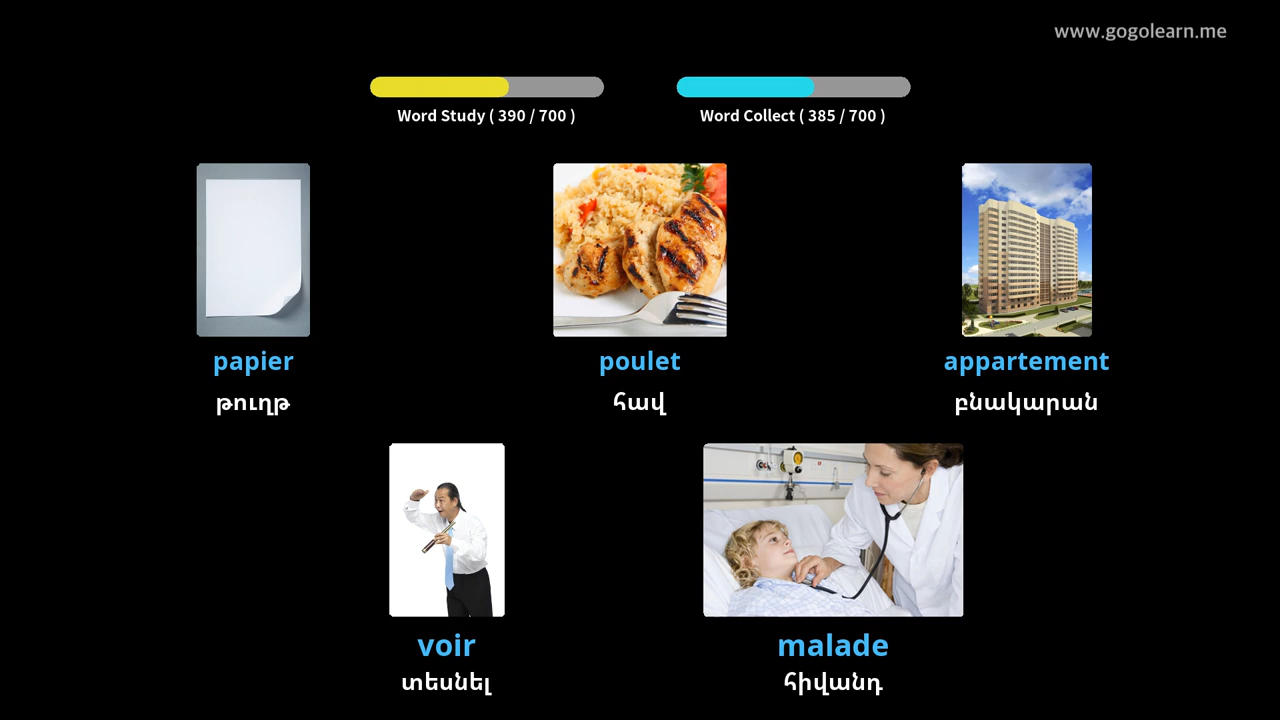 www.gogolearn.me
Word Study ( 390 / 700 )
Word Collect ( 385 / 700 )
papier
poulet
appartement
թուղթ
հավ
բնակարան
voir
malade
տեսնել
հիվանդ